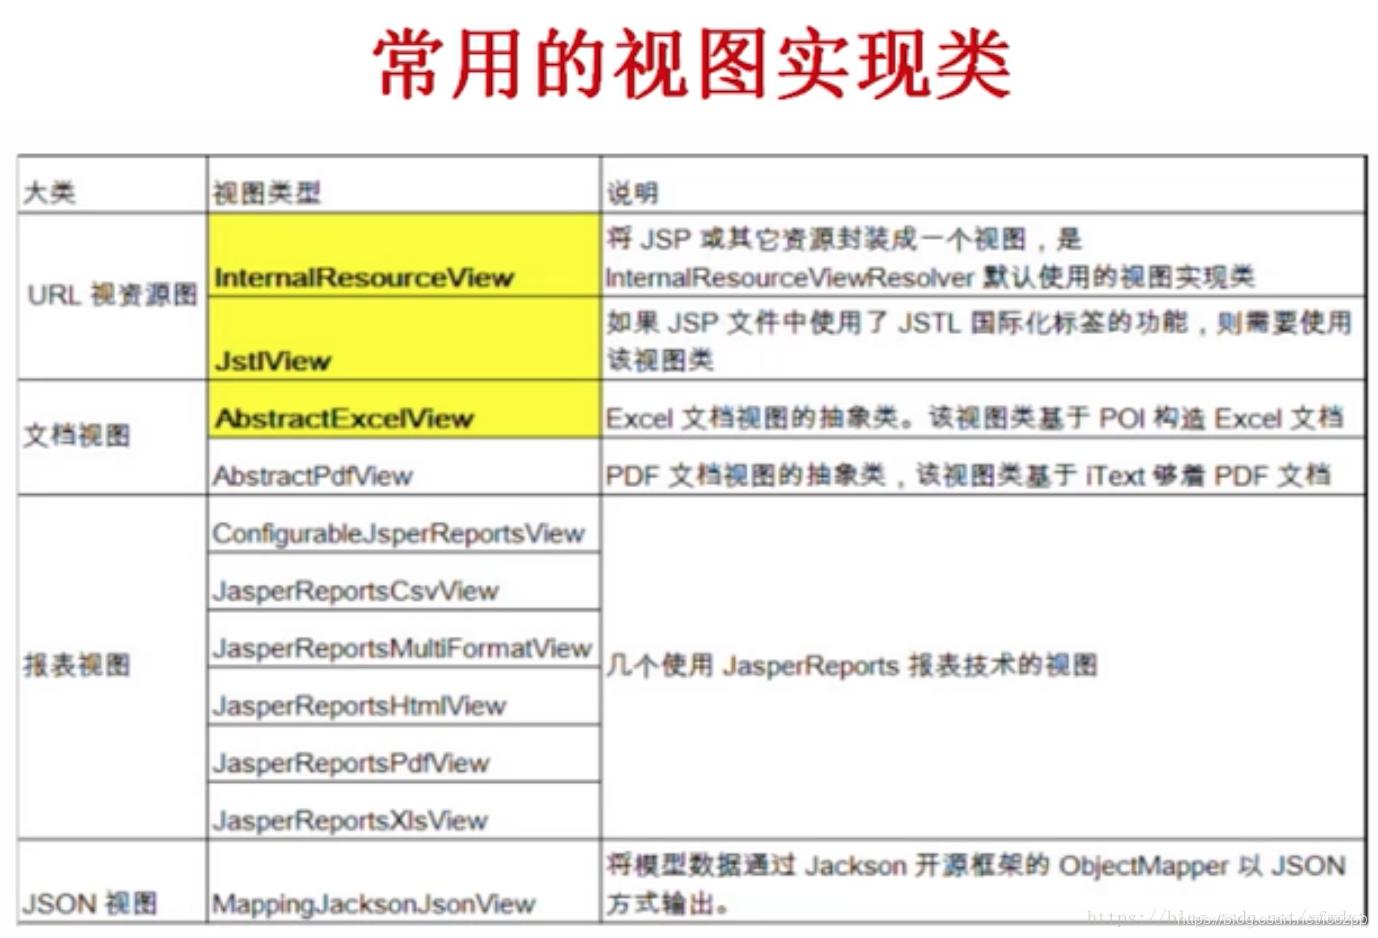 常用的视图实现类
大类 视图类型 说明
URL 视资源图
InternalResourceView
将 JSP 或其它资源封装成一个视图，是
InternalResourceViewResolver 默认使用的视图实现类
JstlView
如果 JSP 文件中使用了 JSTL 国际化标签的功能，则需要使用
该视图类
文档视图
AbstractExcelView
Excel 文档视图的抽象类。该视图类基于 POI 构造 Excel 文档
AbstractPdfView
PDF 文档视图的抽象类，该视图类基于 iText 够着 PDF 文档
报表视图
ConfigurableJsperReportsView
JasperReportsCsvView
JasperReportsMultiFormatView
JasperReportsHtmlView
JasperReportsPdfView
JasperReportsXlsView
几个使用 JasperReports 报表技术的视图
JSON 视图
MappingJacksonJsonView
将模型数据通过 Jackson 开源框架的 ObjectMapper 以 JSON
方式输出。